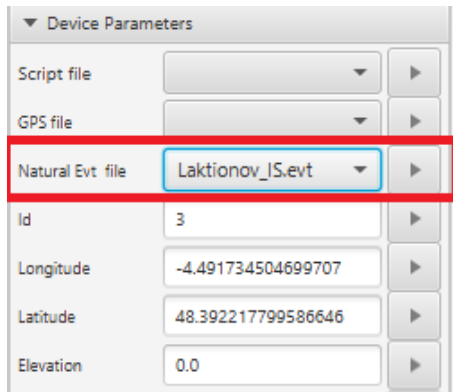 Device Parameters
Script file
GPS file
Natural Evt file Laktionov_IS.evt
Id 3
Longitude -4.491734504699707
Latitude 48.392217799586646
Elevation 0.0